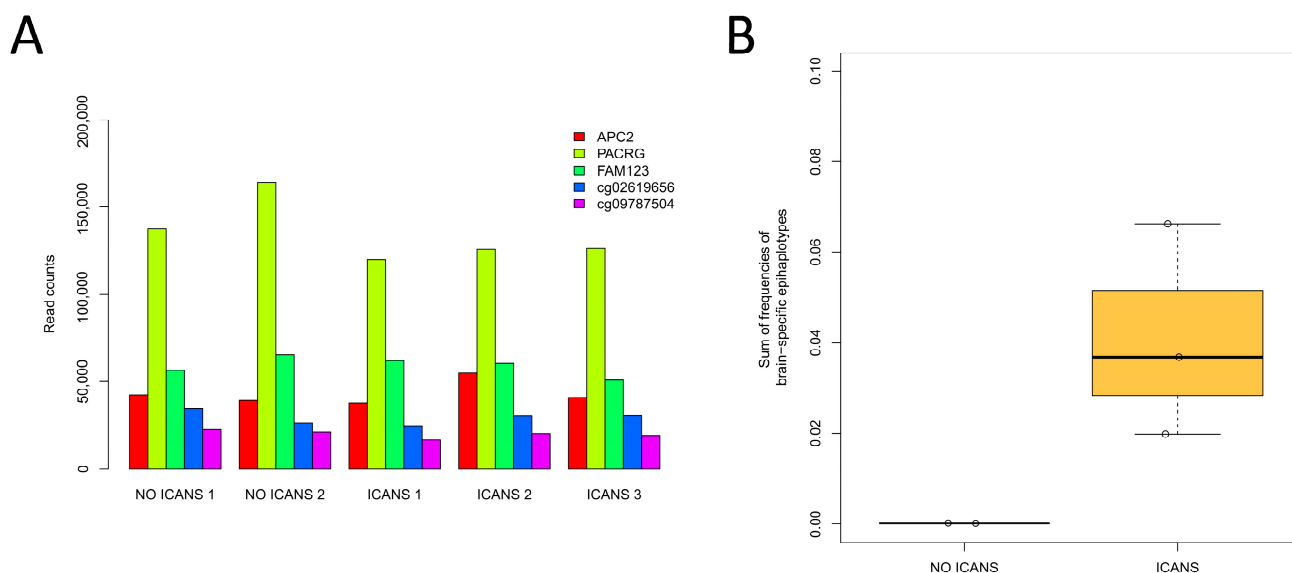 A
B
200,000
150,000
100,000
50,000
0
Read counts
APC2
PACRG
FAM123
cg02619656
cg09787504
NO ICANS 1
NO ICANS 2
ICANS 1
ICANS 2
ICANS 3
0.10
0.08
0.06
0.04
0.02
0.00
Sum of frequencies of
brain−specific epihaplotypes
NO ICANS
ICANS